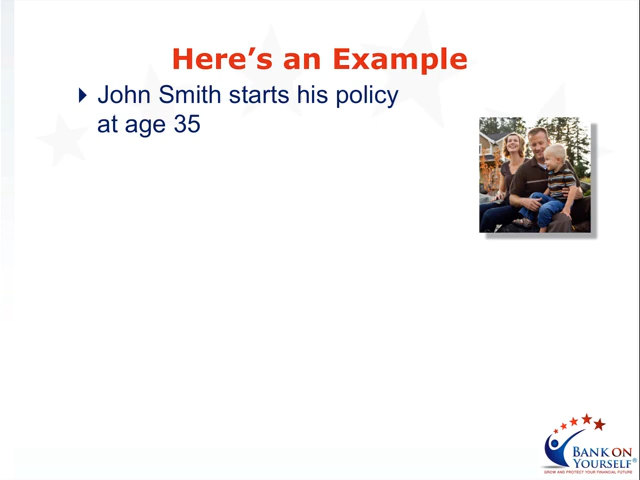 Here's an Example
John Smith starts his policy
at age 35
BANK ON
YOURSELF®
GROW AND PROTECT YOUR FINANCIAL FUTURE